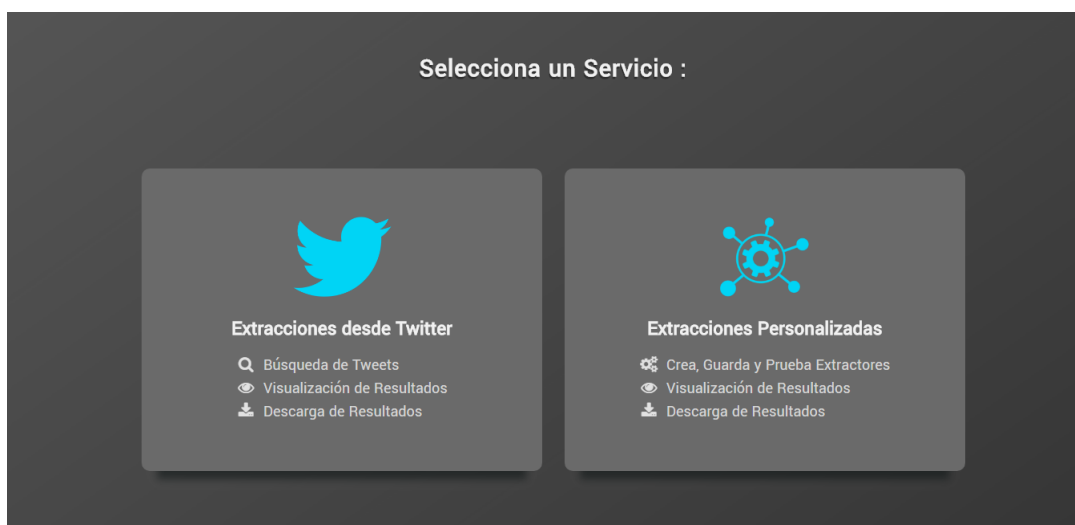 Selecciona un Servicio :
Extracciones desde Twitter
Búsqueda de Tweets
Visualización de Resultados
Descarga de Resultados
Extracciones Personalizadas
Crea, Guarda y Prueba Extractores
Visualización de Resultados
Descarga de Resultados